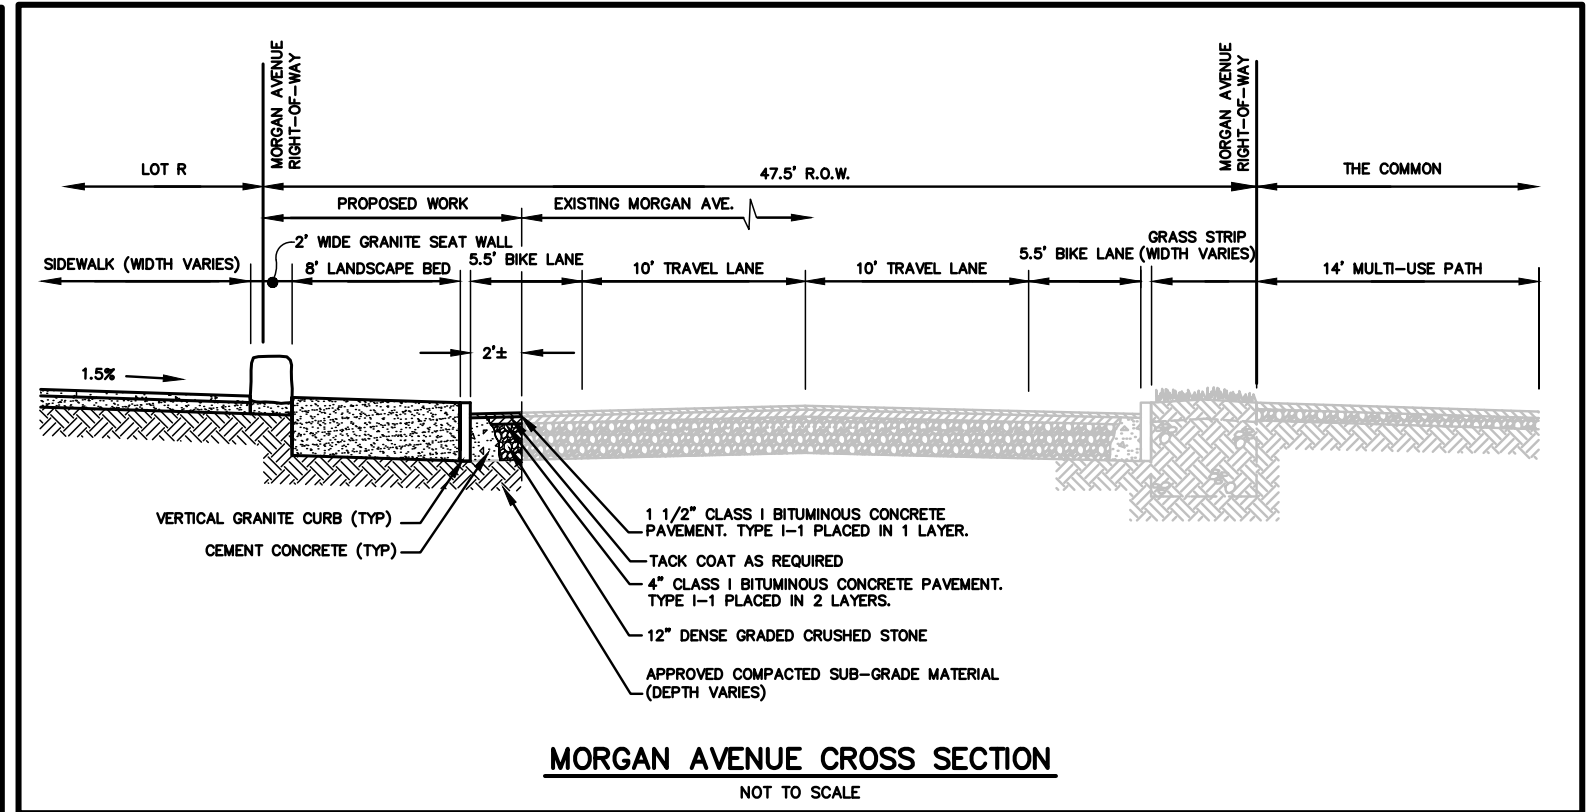 MORGAN AVENUE
RIGHT-OF-WAY
MORGAN AVENUE
RIGHT-OF-WAY
LOT R
47.5' R.O.W.
THE COMMON
PROPOSED WORK
EXISTING MORGAN AVE.
2' WIDE GRANITE SEAT WALL
SIDEWALK (WIDTH VARIES)
8' LANDSCAPE BED
5.5' BIKE LANE
10' TRAVEL LANE
10' TRAVEL LANE
5.5' BIKE LANE
GRASS STRIP
(WIDTH VARIES)
14' MULTI-USE PATH
2'±
1.5%
VERTICAL GRANITE CURB (TYP)
CEMENT CONCRETE (TYP)
1 1/2" CLASS I BITUMINOUS CONCRETE
PAVEMENT. TYPE I-1 PLACED IN 1 LAYER.
TACK COAT AS REQUIRED
4" CLASS I BITUMINOUS CONCRETE PAVEMENT.
TYPE I-1 PLACED IN 2 LAYERS.
12" DENSE GRADED CRUSHED STONE
APPROVED COMPACTED SUB-GRADE MATERIAL
(DEPTH VARIES)
MORGAN AVENUE CROSS SECTION
NOT TO SCALE